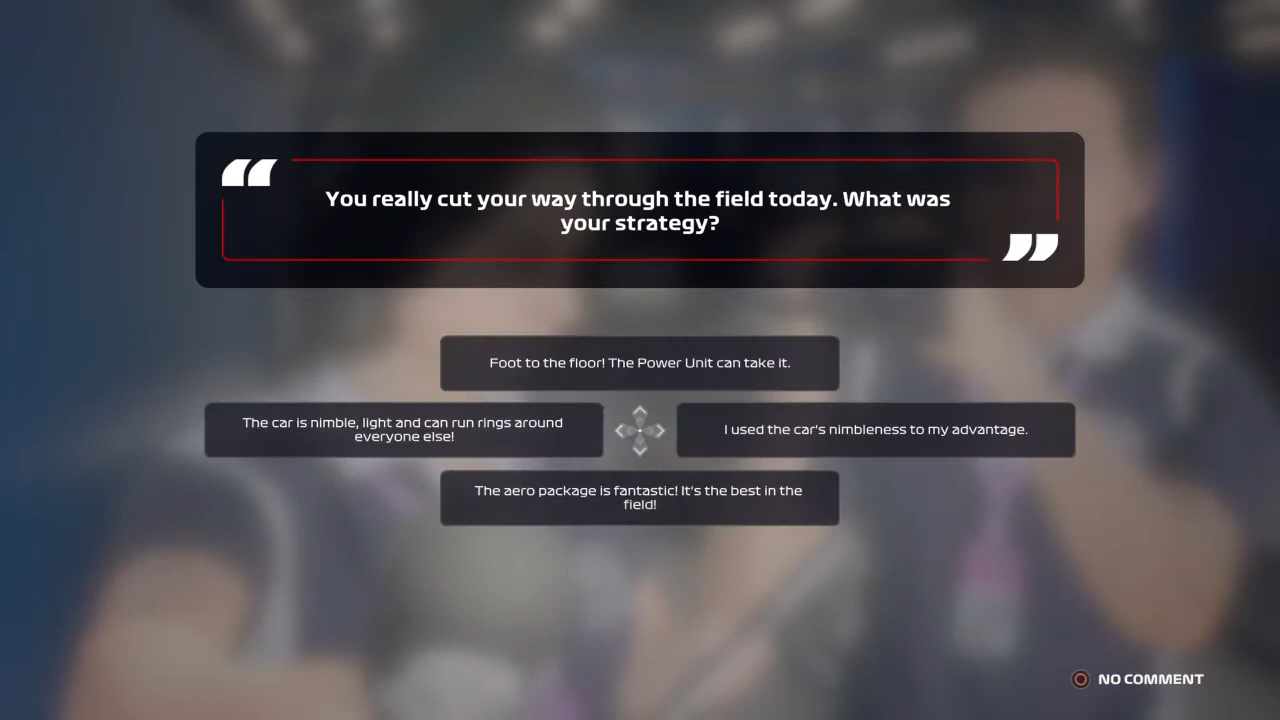 You really cut your way through the field today. What was
your strategy?
Foot to the floor! The Power Unit can take it.
The car is nimble, light and can run rings around
everyone else!
I used the car's nimbleness to my advantage.
The aero package is fantastic! It's the best in the
field!
NO COMMENT